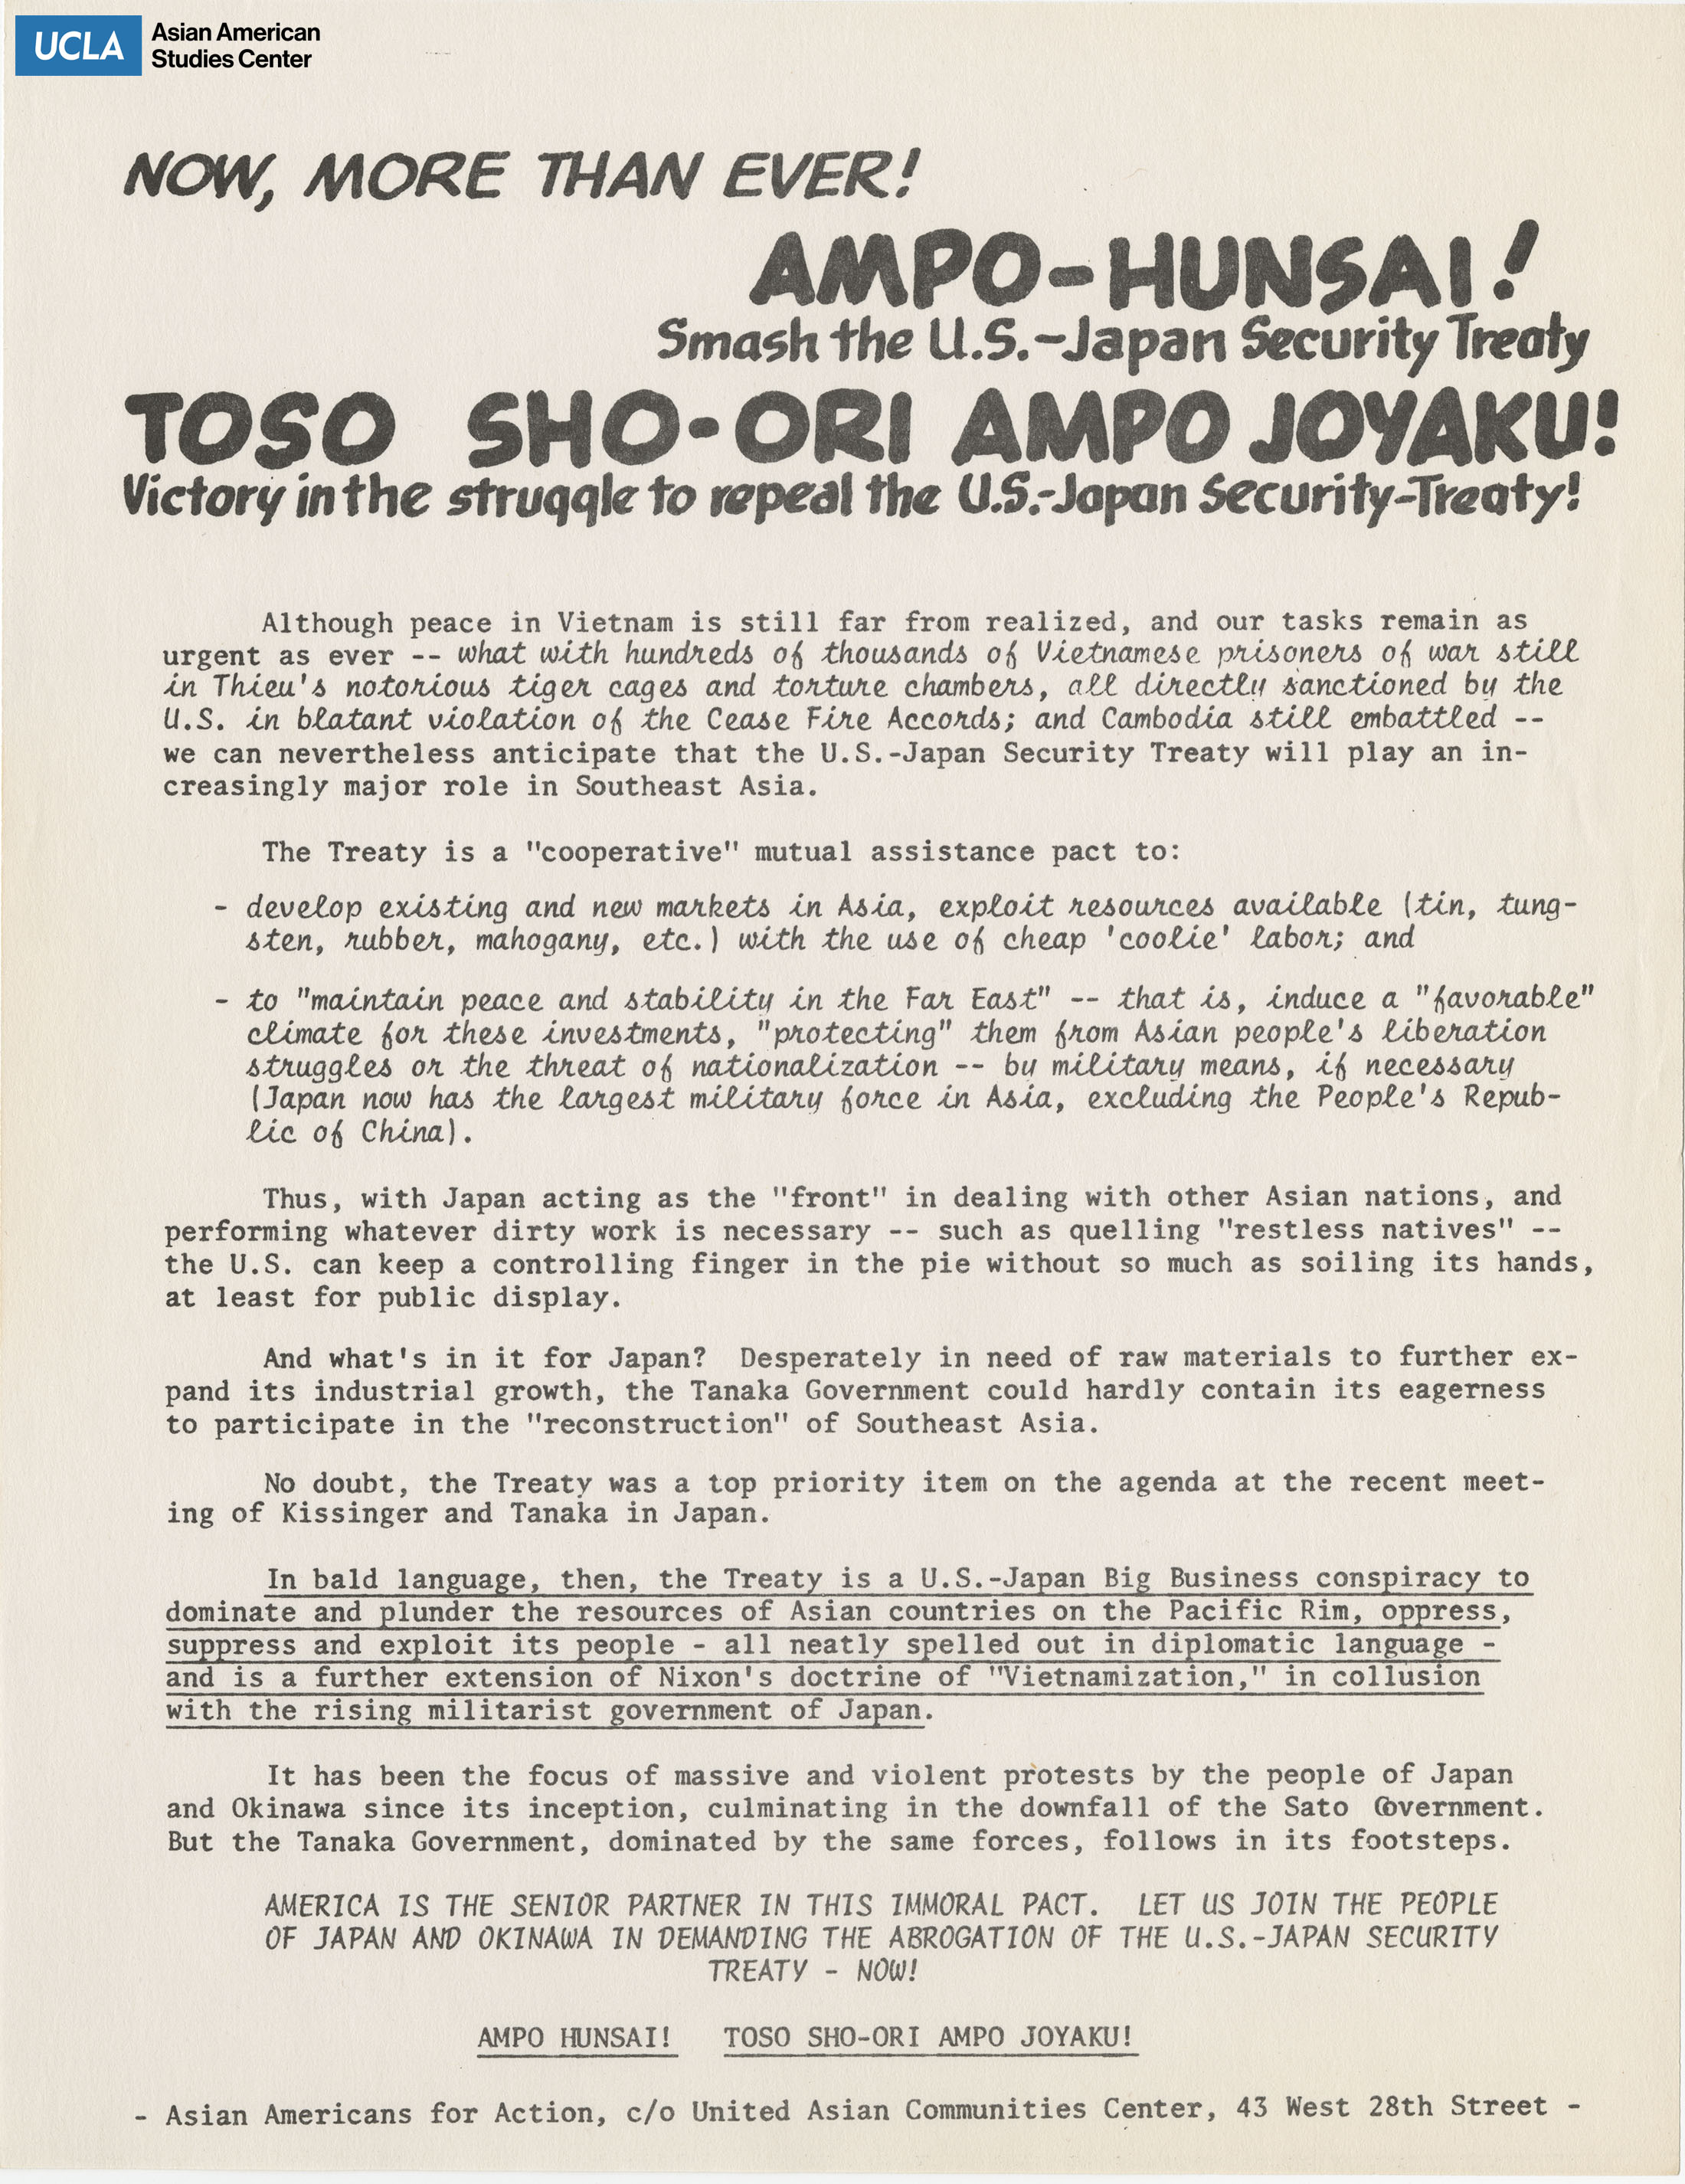 UCLA Asian American
Studies Center
NOW, MORE THAN EVER!
AMPO-HUNSAI!
Smash the U.S.-Japan Security Treaty
TOSO SHO-ORI AMPO JOYAKU!
Victory in the struggle to repeal the U.S.-Japan Security-Treaty!
Although peace in Vietnam is still far from realized, and our tasks remain as
urgent as ever -- what with hundreds of thousands of Vietnamese prisoners of war still
in Thieu's notorious tiger cages and torture chambers, all directly sanctioned by the
U.S. in blatant violation of the Cease Fire Accords; and Cambodia still embattled --
we can nevertheless anticipate that the U.S.-Japan Security Treaty will play an in-
creasingly major role in Southeast Asia.
The Treaty is a "cooperative" mutual assistance pact to:
- develop existing and new markets in Asia, exploit resources available (tin, tung-
sten, rubber, mahogany, etc.) with the use of cheap 'coolie' labor; and
- to "maintain peace and stability in the Far East" -- that is, induce a "favorable"
climate for these investments, "protecting" them from Asian people's liberation
struggles or the threat of nationalization -- by military means, if necessary
(Japan now has the largest military force in Asia, excluding the People's Repub-
lic of China).
Thus, with Japan acting as the "front" in dealing with other Asian nations, and
performing whatever dirty work is necessary -- such as quelling "restless natives" --
the U.S. can keep a controlling finger in the pie without so much as soiling its hands,
at least for public display.
And what's in it for Japan?  Desperately in need of raw materials to further ex-
pand its industrial growth, the Tanaka Government could hardly contain its eagerness
to participate in the "reconstruction" of Southeast Asia.
No doubt, the Treaty was a top priority item on the agenda at the recent meet-
ing of Kissinger and Tanaka in Japan.
In bald language, then, the Treaty is a U.S.-Japan Big Business conspiracy to
dominate and plunder the resources of Asian countries on the Pacific Rim, oppress,
suppress and exploit its people - all neatly spelled out in diplomatic language -
and is a further extension of Nixon's doctrine of "Vietnamization," in collusion
with the rising militarist government of Japan.
It has been the focus of massive and violent protests by the people of Japan
and Okinawa since its inception, culminating in the downfall of the Sato Government.
But the Tanaka Government, dominated by the same forces, follows in its footsteps.
AMERICA IS THE SENIOR PARTNER IN THIS IMMORAL PACT.  LET US JOIN THE PEOPLE
OF JAPAN AND OKINAWA IN DEMANDING THE ABROGATION OF THE U.S.-JAPAN SECURITY
TREATY - NOW!
AMPO HUNSAI!   TOSO SHO-ORI AMPO JOYAKU!
- Asian Americans for Action, c/o United Asian Communities Center, 43 West 28th Street -